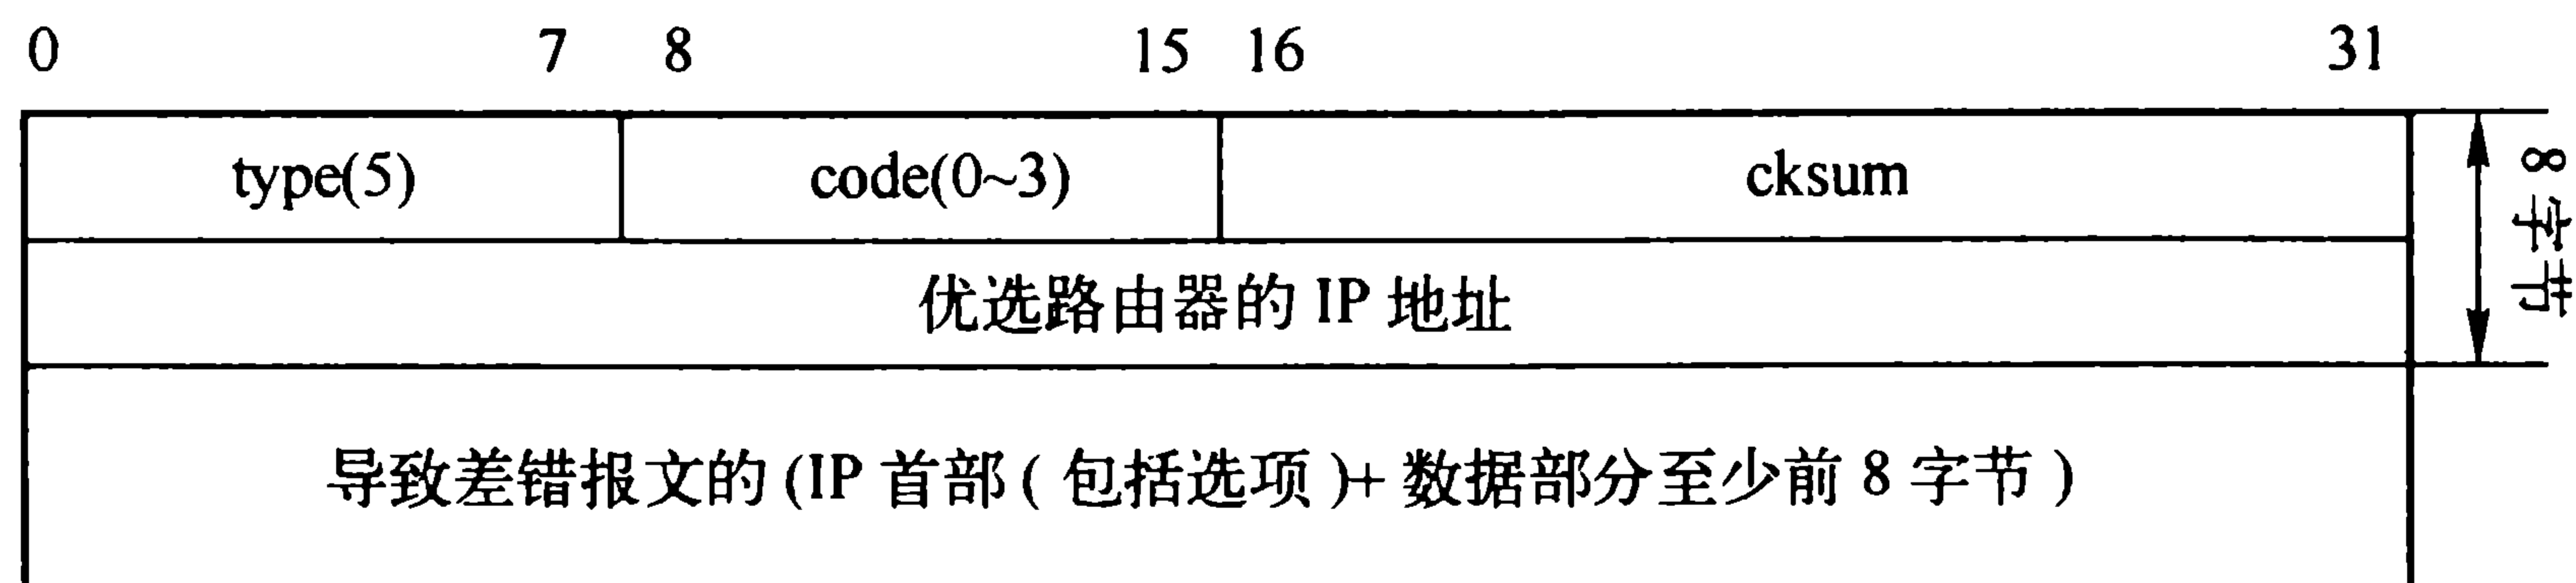 0 7 8 15 16 31
type(5) code(0~3) cksum
8字节
优选路由器的 IP 地址
导致差错报文的 (IP 首部 ( 包括选项 )+ 数据部分至少前 8 字节 )